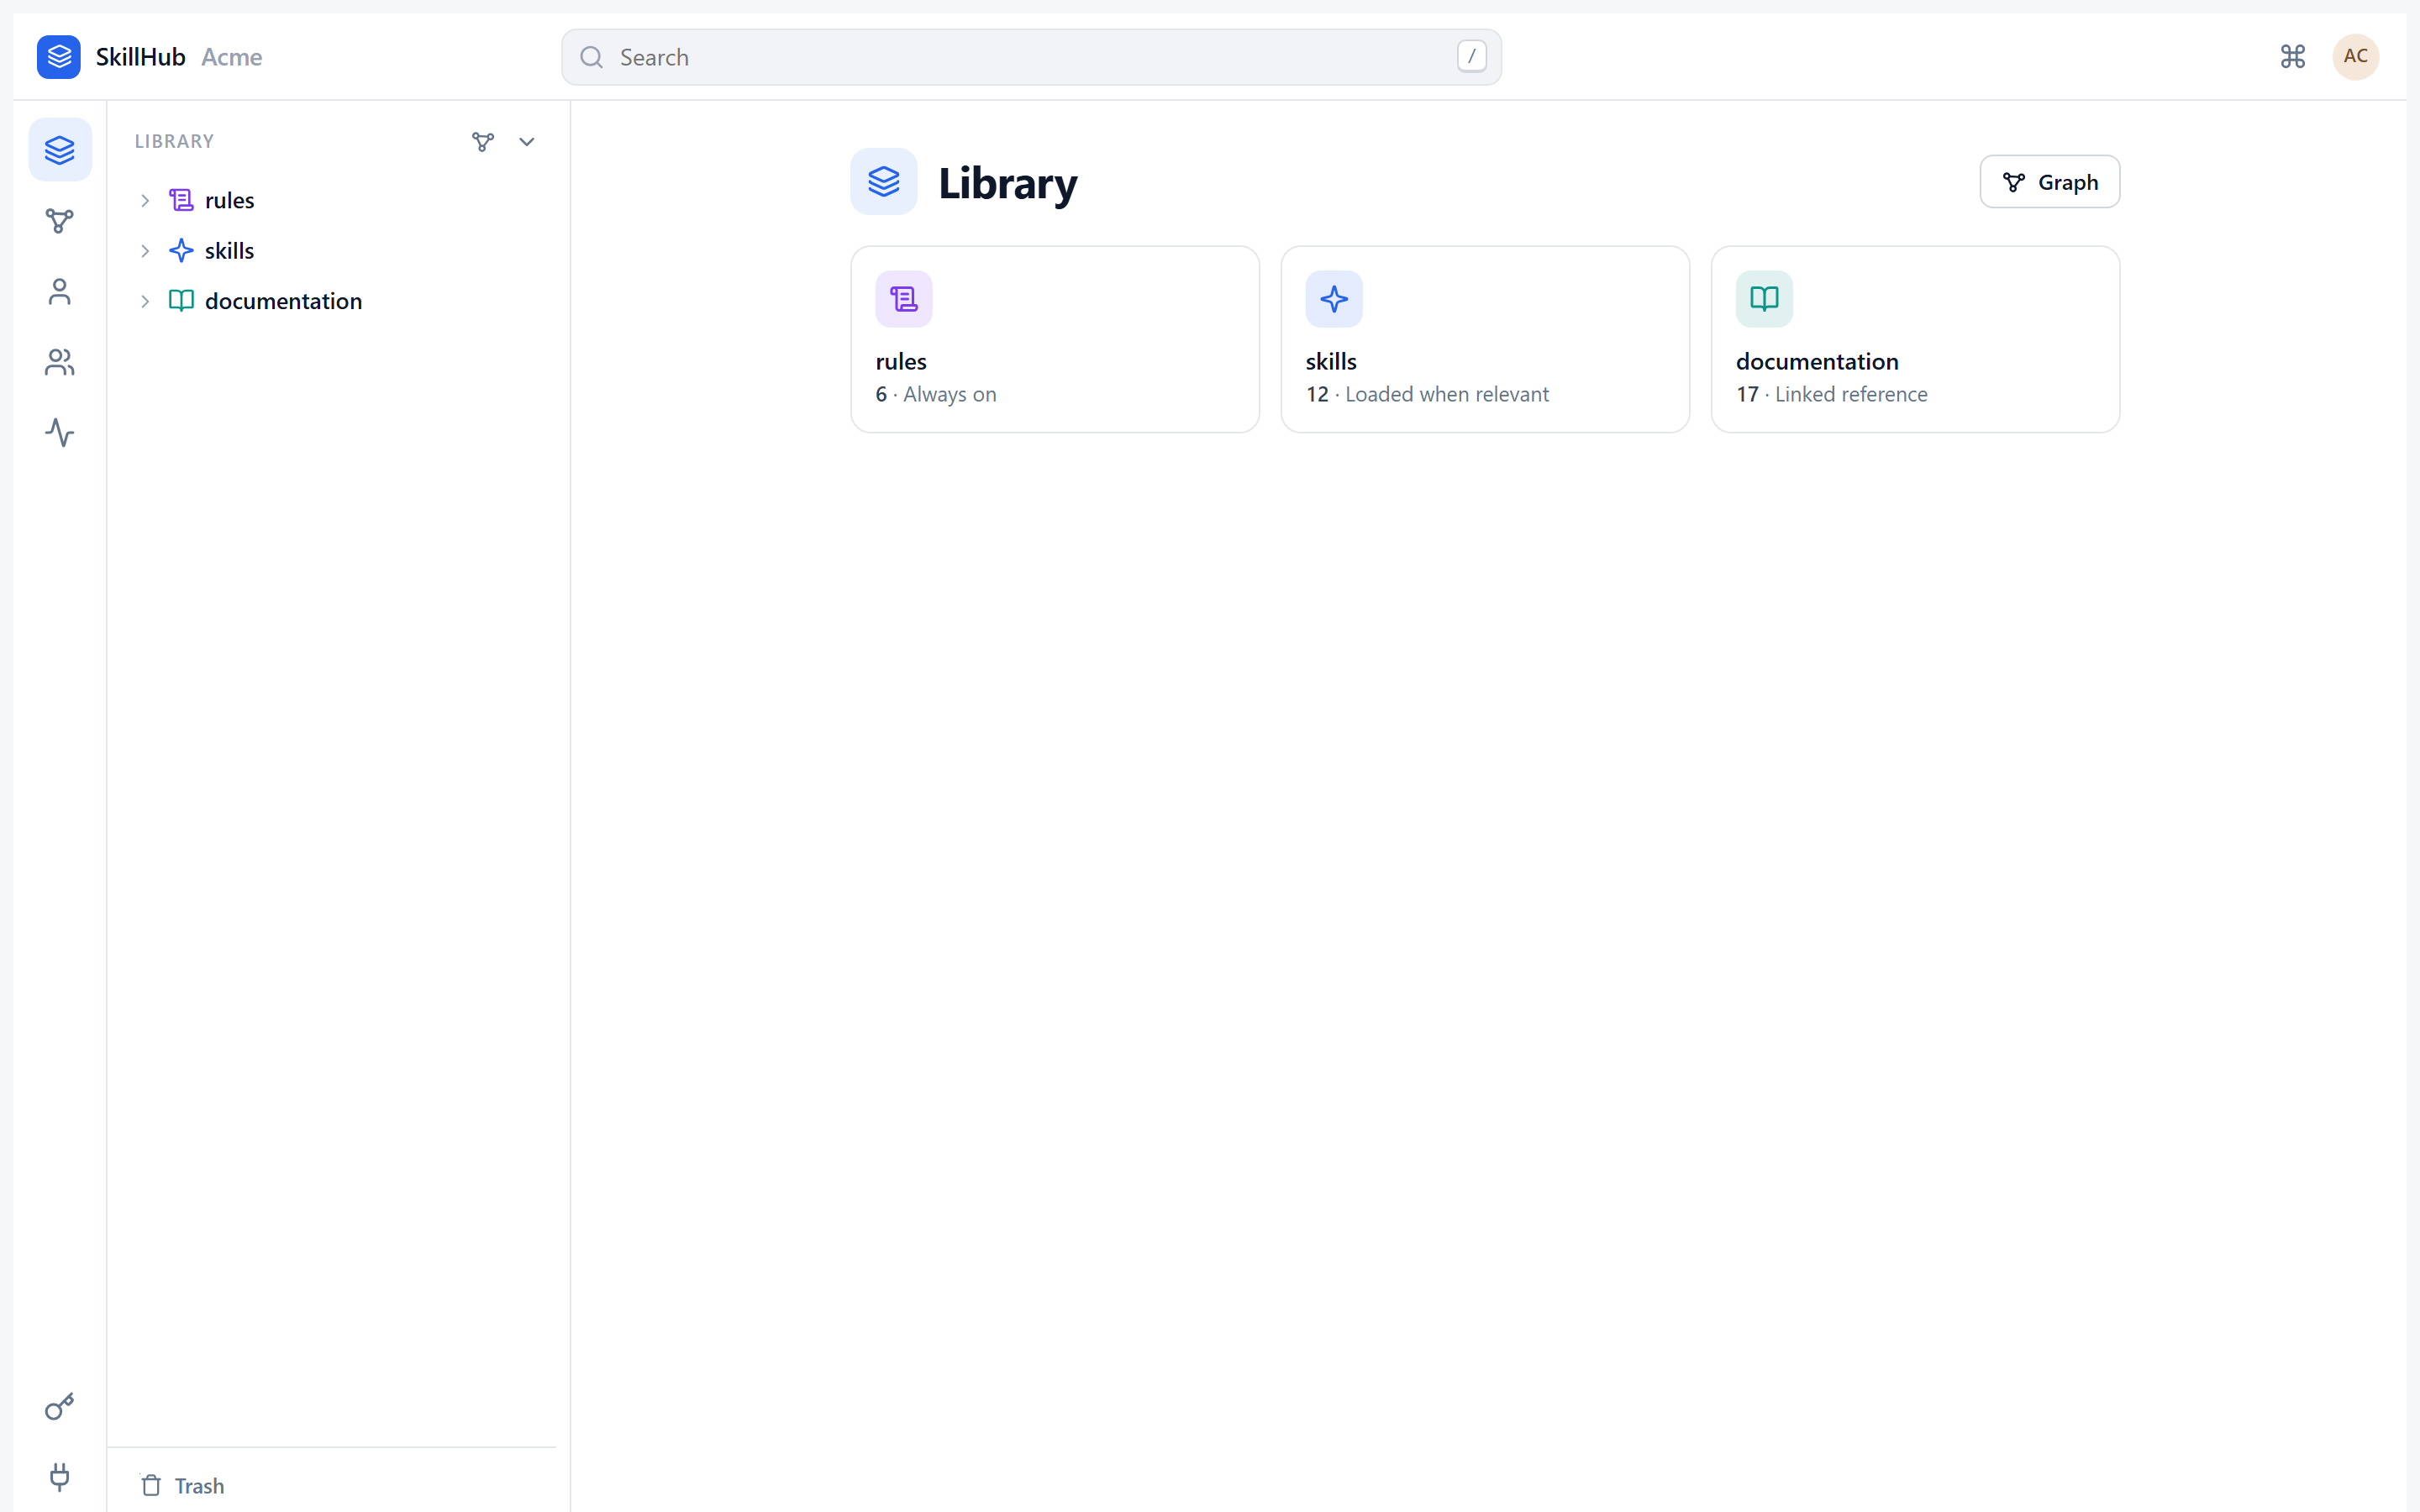 SkillHub Acme
Search
/
AC
LIBRARY
rules
skills
documentation
Trash
Library
Graph
rules
6 · Always on
skills
12 · Loaded when relevant
documentation
17 · Linked reference